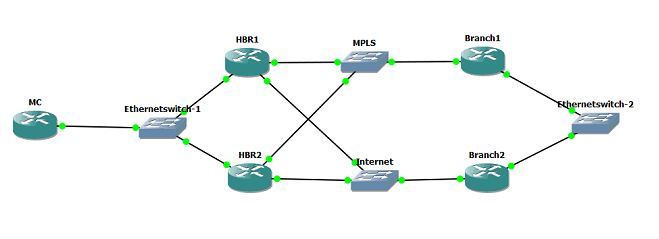 HBR1
MPLS
Branch1
MC
Ethernetswitch-1
Ethernetswitch-2
HBR2
Internet
Branch2